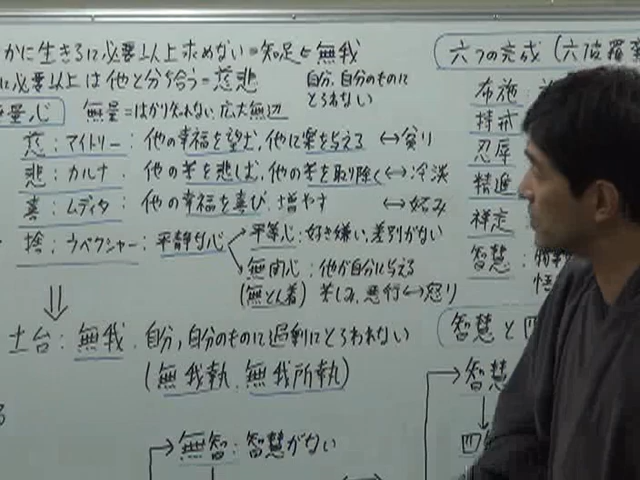 かに生きるに必要以上求めない=知足と無我
に必要以上は他と分け合う=慈悲
自分、自分のものに
とらわれない
量心
無量=はかり知れない、広大無辺
慈:マイトリー:他の幸福を望む、他に楽を与える⟷貪り
悲:カルナ:他の苦を悲しむ、他の苦を取り除く⟷冷淡
喜:ムディタ:他の幸福を喜び、増やす⟷妬み
捨:ウペクシャー:平静な心
平等心:好き嫌い、差別がない
無関心:他が自分に与える
(無とん着)苦しみ、悪行⟷怒り
土台:無我、自分、自分のものに過剰にとらわれない
(無我執、無我所執)
無智:智慧がない
六つの完成(六波羅
布施:
持戒
忍辱
精進
禅定:
智慧:
智慧と四
智慧
四